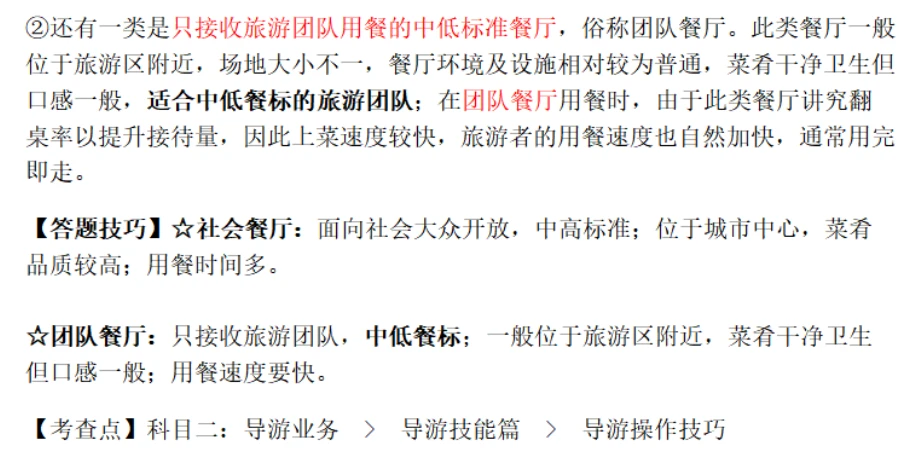 ②还有一类是只接收旅游团队用餐的中低标准餐厅，俗称团队餐厅。此类餐厅一般
位于旅游区附近，场地大小不一，餐厅环境及设施相对较为普通，菜肴干净卫生但
口感一般，适合中低餐标的旅游团队；在团队餐厅用餐时，由于此类餐厅讲究翻
桌率以提升接待量，因此上菜速度较快，旅游者的用餐速度也自然加快，通常用完
即走。
【答题技巧】☆社会餐厅：面向社会大众开放，中高标准；位于城市中心，菜肴
品质较高；用餐时间多。
☆团队餐厅：只接收旅游团队，中低餐标；一般位于旅游区附近，菜肴干净卫生
但口感一般；用餐速度要快。
【考查点】科目二：导游业务 > 导游技能篇 > 导游操作技巧